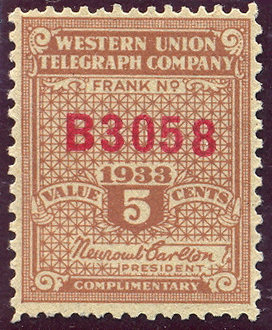 WESTERN UNION
TELEGRAPH COMPANY
FRANK No
B3058
1933
VALUE 5 CENTS
Newcomb Carlton
PRESIDENT
COMPLIMENTARY